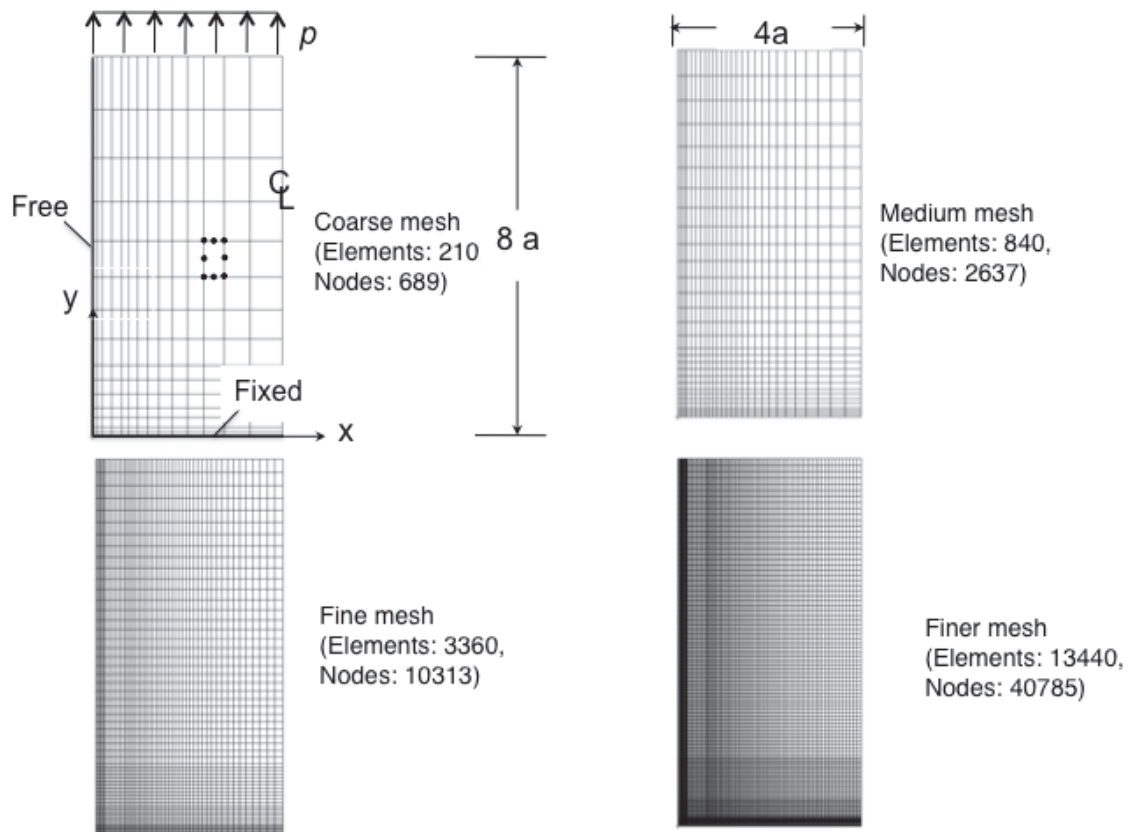 p
4a
Free
C
L
Coarse mesh
(Elements: 210
Nodes: 689)
8 a
Medium mesh
(Elements: 840,
Nodes: 2637)
y
Fixed
x
Fine mesh
(Elements: 3360,
Nodes: 10313)
Finer mesh
(Elements: 13440,
Nodes: 40785)